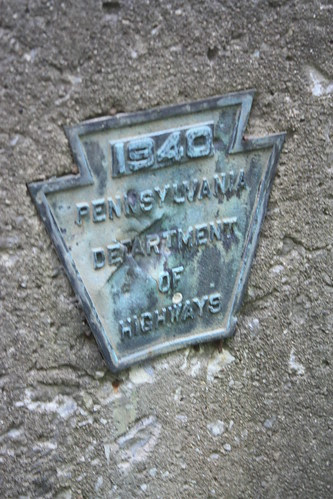 1940
PENNSYLVANIA
DEPARTMENT
OF
HIGHWAYS